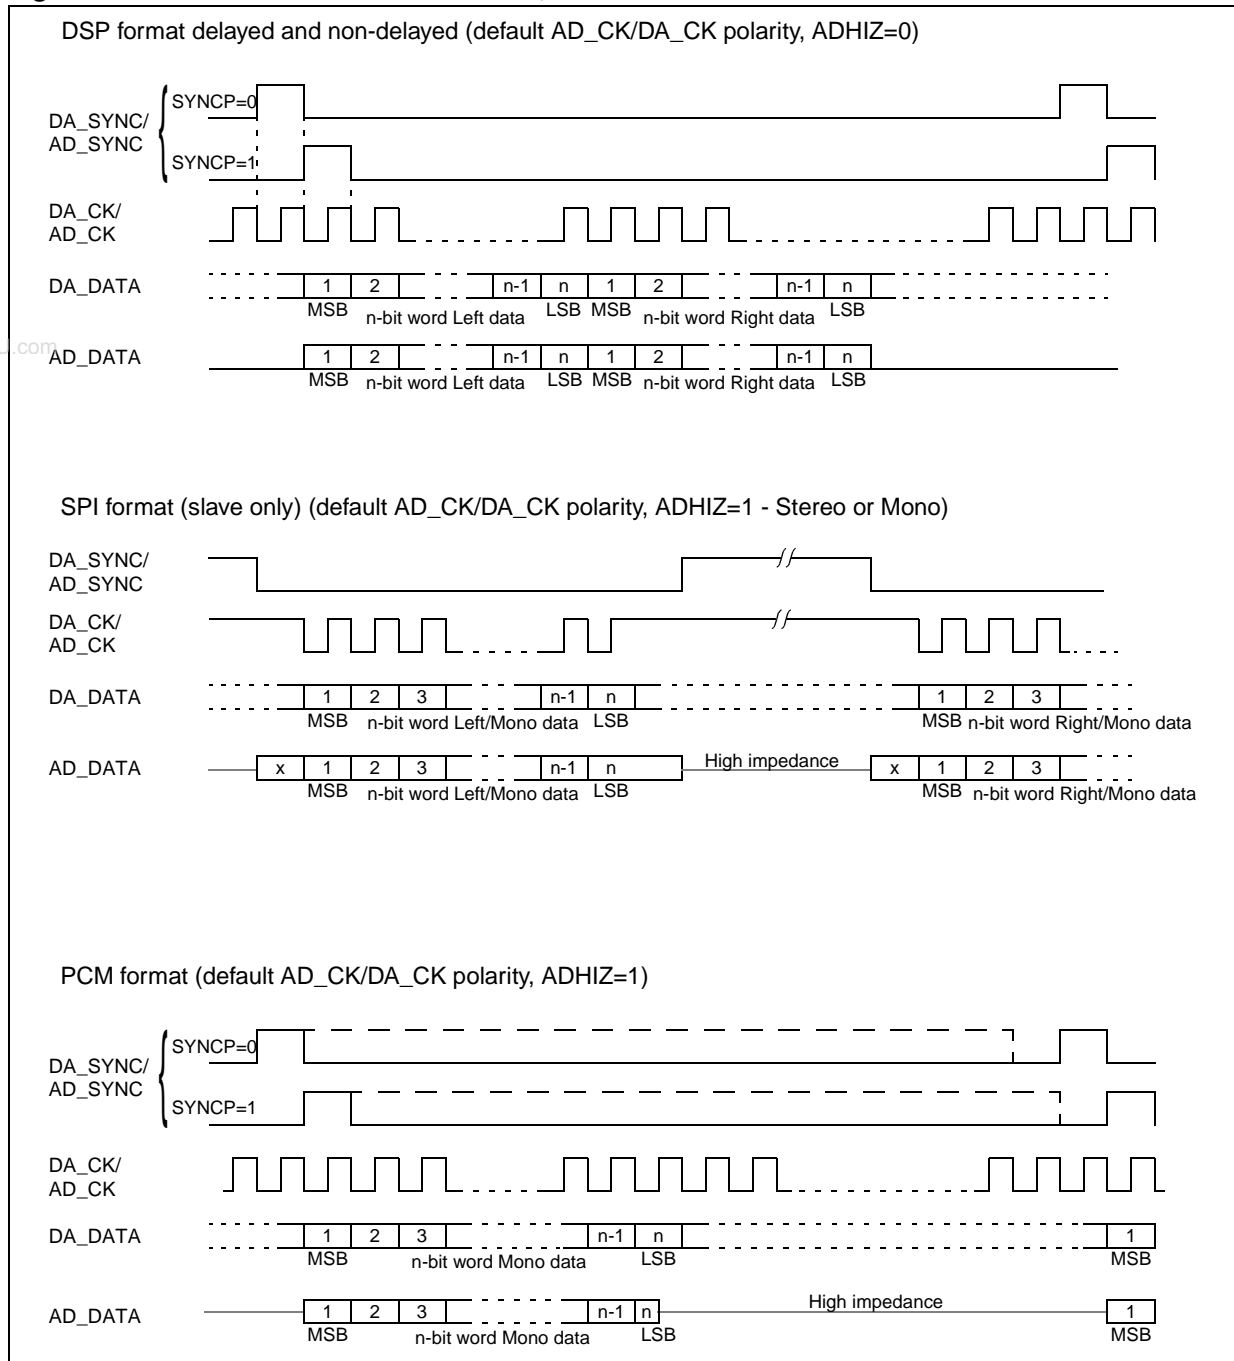 DSP format delayed and non-delayed (default AD_CK/DA_CK polarity, ADHIZ=0)
SYNCP=0
DA_SYNC/
AD_SYNC
SYNCP=1
DA_CK/
AD_CK
DA_DATA 1 2 n-1 n 1 2 n-1 n
MSB n-bit word Left data LSB MSB n-bit word Right data LSB
U.com
AD_DATA 1 2 n-1 n 1 2 n-1 n
MSB n-bit word Left data LSB MSB n-bit word Right data LSB
SPI format (slave only) (default AD_CK/DA_CK polarity, ADHIZ=1 - Stereo or Mono)
DA_SYNC/
AD_SYNC
DA_CK/
AD_CK
DA_DATA 1 2 3 n-1 n 1 2 3
MSB n-bit word Left/Mono data LSB MSB n-bit word Right/Mono data
AD_DATA x 1 2 3 n-1 n High impedance x 1 2 3
MSB n-bit word Left/Mono data LSB MSB n-bit word Right/Mono data
PCM format (default AD_CK/DA_CK polarity, ADHIZ=1)
SYNCP=0
DA_SYNC/
AD_SYNC
SYNCP=1
DA_CK/
AD_CK
DA_DATA 1 2 3 n-1 n 1
MSB n-bit word Mono data LSB MSB
AD_DATA 1 2 3 n-1 n High impedance 1
MSB n-bit word Mono data LSB MSB